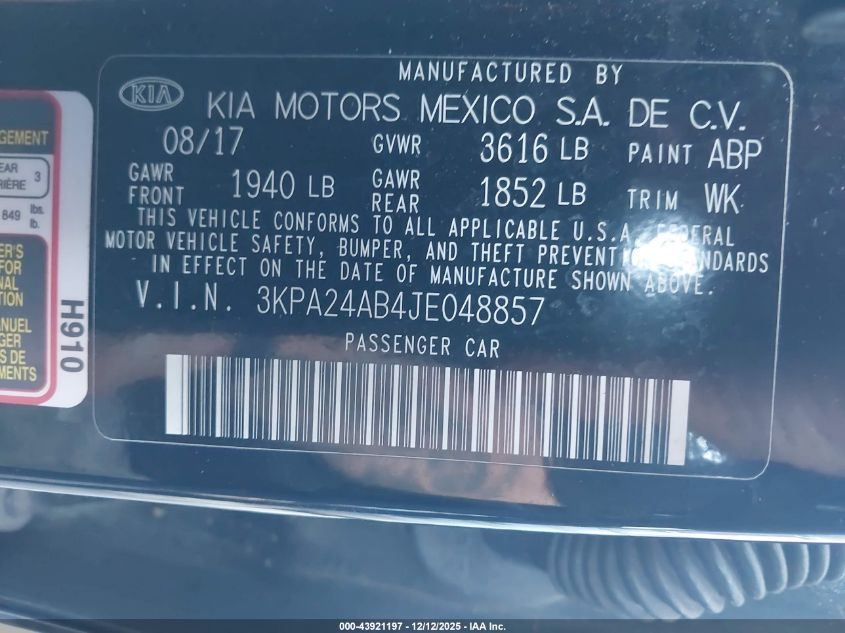 MANUFACTURED BY
KIA KIA MOTORS MEXICO S.A. DE C.V.
08/17 GVWR 3616 LB PAINT ABP
GAWR FRONT 1940 LB GAWR REAR 1852 LB TRIM WK
THIS VEHICLE CONFORMS TO ALL APPLICABLE U.S.A. FEDERAL
MOTOR VEHICLE SAFETY, BUMPER, AND THEFT PREVENTION STANDARDS
IN EFFECT ON THE DATE OF MANUFACTURE SHOWN ABOVE.
V.I.N. 3KPA24AB4JE048857
PASSENGER CAR
3
849 lbs.
lb.
H910
000-43921197 - 12/12/2025 - IAA Inc.